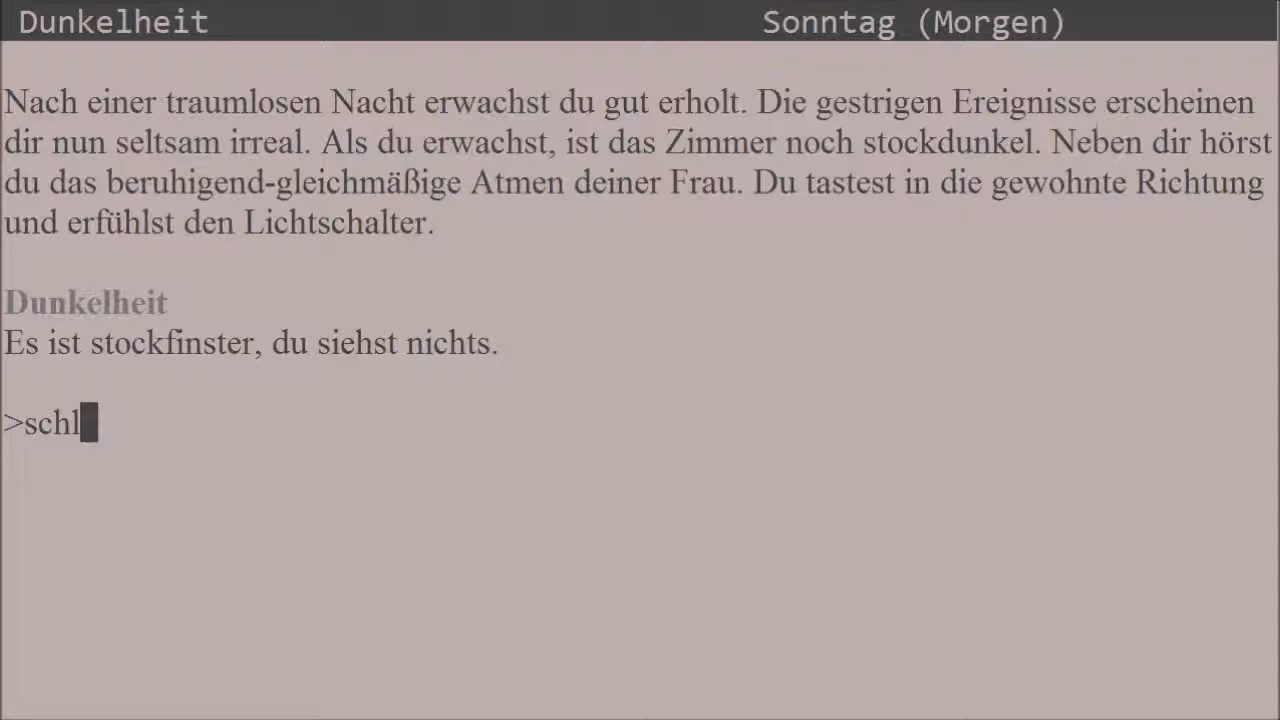 Dunkelheit Sonntag (Morgen)
Nach einer traumlosen Nacht erwachst du gut erholt. Die gestrigen Ereignisse erscheinen
dir nun seltsam irreal. Als du erwachst, ist das Zimmer noch stockdunkel. Neben dir hörst
du das beruhigend-gleichmäßige Atmen deiner Frau. Du tastest in die gewohnte Richtung
und erfühlst den Lichtschalter.
Dunkelheit
Es ist stockfinster, du siehst nichts.
>schl